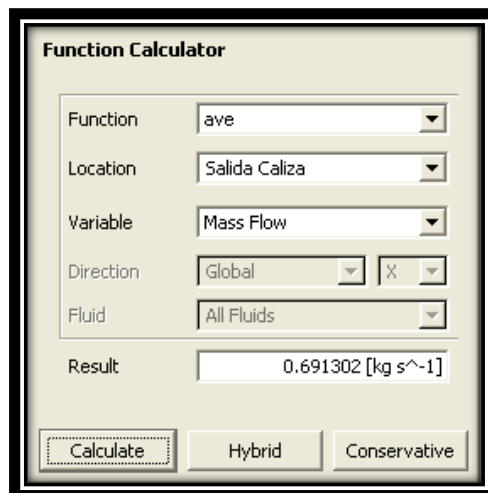 Function Calculator
Function ave
Location Salida Caliza
Variable Mass Flow
Direction Global X
Fluid All Fluids
Result 0.691302 [kg s^-1]
Calculate Hybrid Conservative